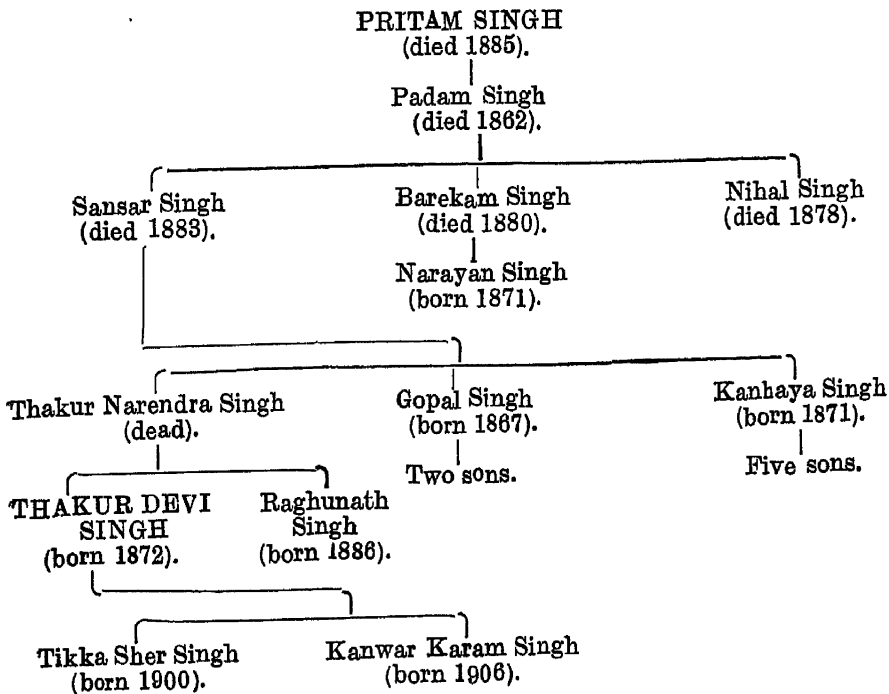 PRITAM SINGH
(died 1885).
Padam Singh
(died 1862).
Sansar Singh
(died 1883).
Barekam Singh
(died 1880).
Nihal Singh
(died 1878).
Narayan Singh
(born 1871).
Thakur Narendra Singh
(dead).
Gopal Singh
(born 1867).
Kanhaya Singh
(born 1871).
Two sons.
Five sons.
THAKUR DEVI
SINGH
(born 1872).
Raghunath
Singh
(born 1886).
Tikka Sher Singh
(born 1900).
Kanwar Karam Singh
(born 1906).